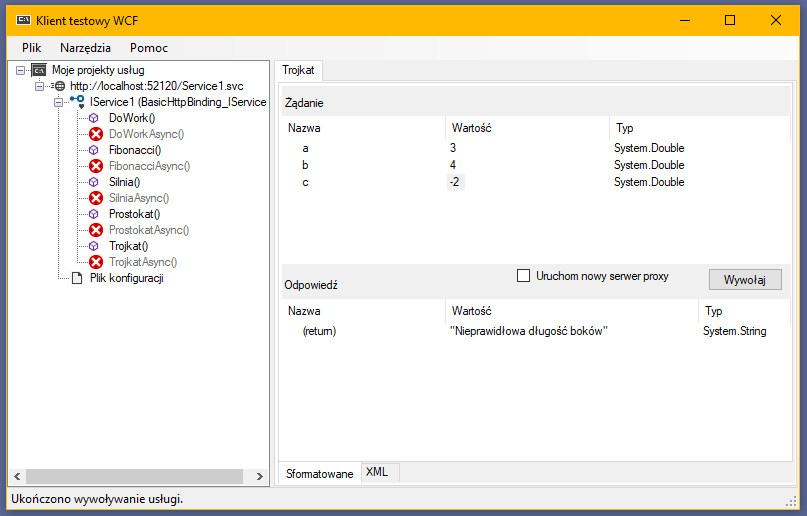 Klient testowy WCF
Plik Narzędzia Pomoc
Moje projekty usług
http://localhost:52120/Service1.svc
IService1 (BasicHttpBinding_IService
DoWork()
DoWorkAsync()
Fibonacci()
FibonacciAsync()
Silnia()
SilniaAsync()
Prostokat()
ProstokatAsync()
Trojkat()
TrojkatAsync()
Plik konfiguracji
Trojkat
Żądanie
Nazwa Wartość Typ
a 3 System.Double
b 4 System.Double
c -2 System.Double
Odpowiedź Uruchom nowy serwer proxy Wywołaj
Nazwa Wartość Typ
(return) "Nieprawidłowa długość boków" System.String
Sformatowane XML
Ukończono wywoływanie usługi.